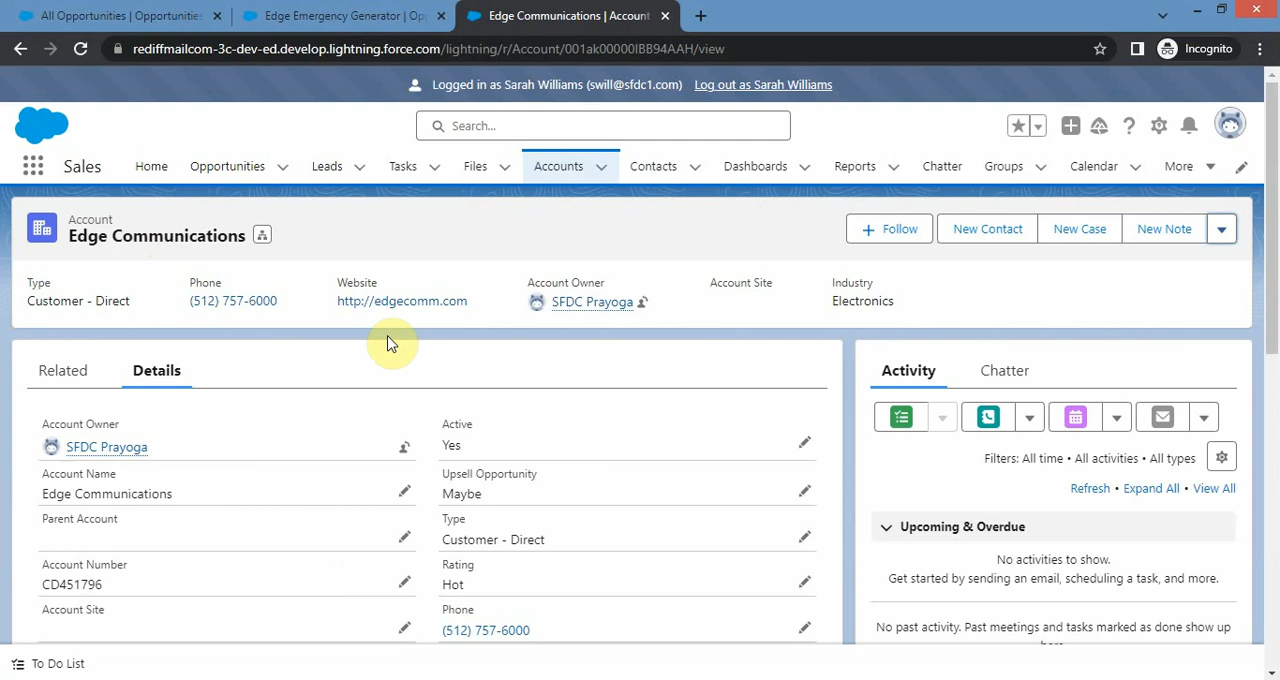 All Opportunities | Opportunities
Edge Emergency Generator | Opp
Edge Communications | Account
rediffmailcom-3c-dev-ed.develop.lightning.force.com/lightning/r/Account/001ak00000IBB94AAH/view
Incognito
Logged in as Sarah Williams (swill@sfdc1.com) Log out as Sarah Williams
Search...
Sales Home Opportunities Leads Tasks Files Accounts Contacts Dashboards Reports Chatter Groups Calendar More
Account
Edge Communications
Follow New Contact New Case New Note
Type Phone Website Account Owner Account Site Industry
Customer - Direct (512) 757-6000 http://edgecomm.com SFDC Prayoga Electronics
Related Details
Activity Chatter
Account Owner Active
SFDC Prayoga Yes
Account Name Upsell Opportunity
Edge Communications Maybe
Parent Account Type
Customer - Direct
Account Number Rating
CD451796 Hot
Account Site Phone
(512) 757-6000
Filters: All time • All activities • All types
Refresh • Expand All • View All
Upcoming & Overdue
No activities to show.
Get started by sending an email, scheduling a task, and more.
No past activity. Past meetings and tasks marked as done show up
To Do List